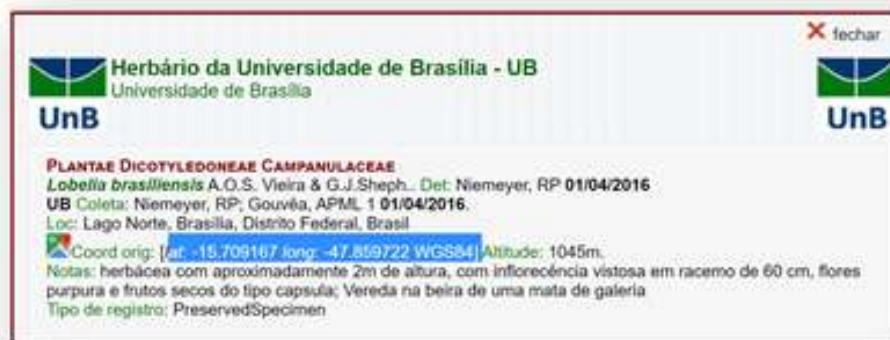 fechar
Herbário da Universidade de Brasília - UB
Universidade de Brasília
UnB
UnB
PLANTAE DICOTYLEDONEAE CAMPANULACEAE
Lobelia brasiliensis A.O.S. Vieira & G.J.Sheph.. Det: Niemeyer, RP 01/04/2016
UB Coleta: Niemeyer, RP; Gouvêa, APML 1 01/04/2016.
Loc: Lago Norte, Brasília, Distrito Federal, Brasil
Coord orig: [lat: -15.709167 long: -47.859722 WGS84] Altitude: 1045m.
Notas: herbácea com aproximadamente 2m de altura, com inflorecência vistosa em racemo de 60 cm, flores
purpura e frutos secos do tipo capsula; Vereda na beira de uma mata de galeria
Tipo de registro: PreservedSpecimen